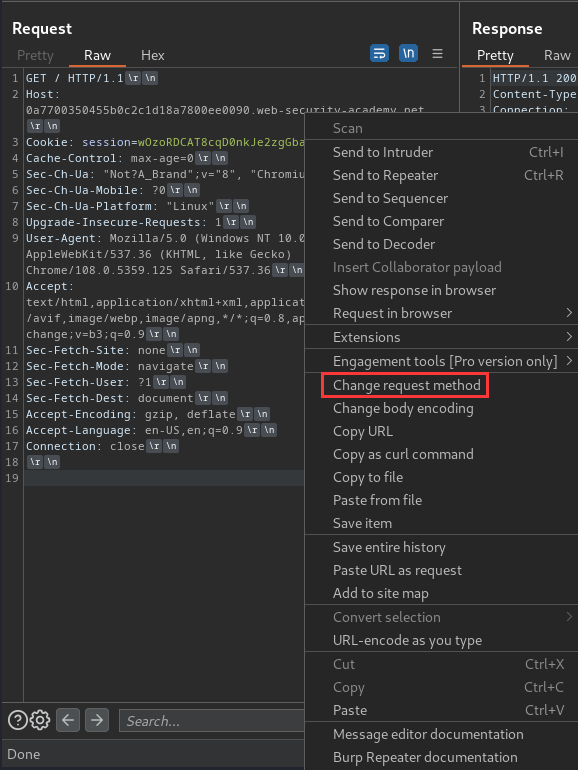 Request
Response
Pretty
Raw
Hex
\n
Pretty
Raw
1 GET / HTTP/1.1 \r \n
2 Host:
0a7700350455b0c2c1d18a7800ee0090.web-security-academy.net
\r \n
3 Cookie: session=wOzoRDCAT8cqD0nkJe2zgGba
4 Cache-Control: max-age=0 \r \n
5 Sec-Ch-Ua: "Not?A_Brand";v="8", "Chromiu
6 Sec-Ch-Ua-Mobile: ?0 \r \n
7 Sec-Ch-Ua-Platform: "Linux" \r \n
8 Upgrade-Insecure-Requests: 1 \r \n
9 User-Agent: Mozilla/5.0 (Windows NT 10.0
AppleWebKit/537.36 (KHTML, like Gecko)
Chrome/108.0.5359.125 Safari/537.36 \r \n
10 Accept:
text/html,application/xhtml+xml,applicat
/avif,image/webp,image/apng,*/*;q=0.8,ap
change;v=b3;q=0.9 \r \n
11 Sec-Fetch-Site: none \r \n
12 Sec-Fetch-Mode: navigate \r \n
13 Sec-Fetch-User: ?1 \r \n
14 Sec-Fetch-Dest: document \r \n
15 Accept-Encoding: gzip, deflate \r \n
16 Accept-Language: en-US,en;q=0.9 \r \n
17 Connection: close \r \n
18 \r \n
19
1 HTTP/1.1 200
2 Content-Type
3 Connection:
Scan
Send to Intruder Ctrl+I
Send to Repeater Ctrl+R
Send to Sequencer
Send to Comparer
Send to Decoder
Insert Collaborator payload
Show response in browser
Request in browser
Extensions
Engagement tools [Pro version only]
Change request method
Change body encoding
Copy URL
Copy as curl command
Copy to file
Paste from file
Save item
Save entire history
Paste URL as request
Add to site map
Convert selection
URL-encode as you type
Cut Ctrl+X
Copy Ctrl+C
Paste Ctrl+V
Message editor documentation
Burp Repeater documentation
Search...
Done